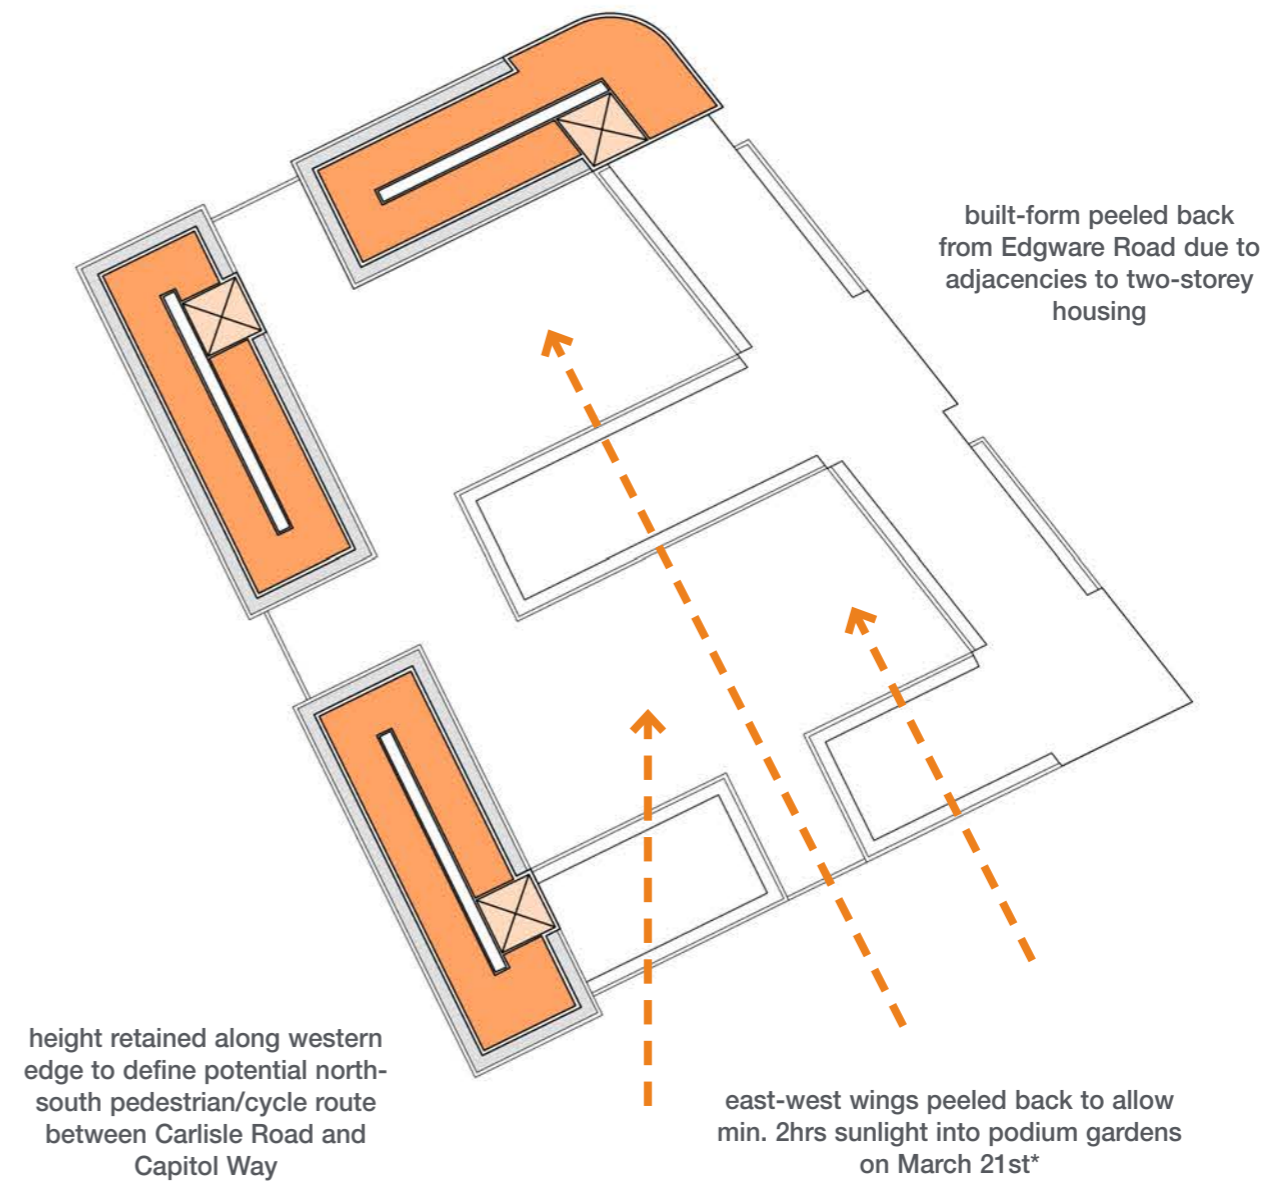 built-form peeled back
from Edgware Road due to
adjacencies to two-storey
housing
height retained along western
edge to define potential north-
south pedestrian/cycle route
between Carlisle Road and
Capitol Way
east-west wings peeled back to allow
min. 2hrs sunlight into podium gardens
on March 21st*